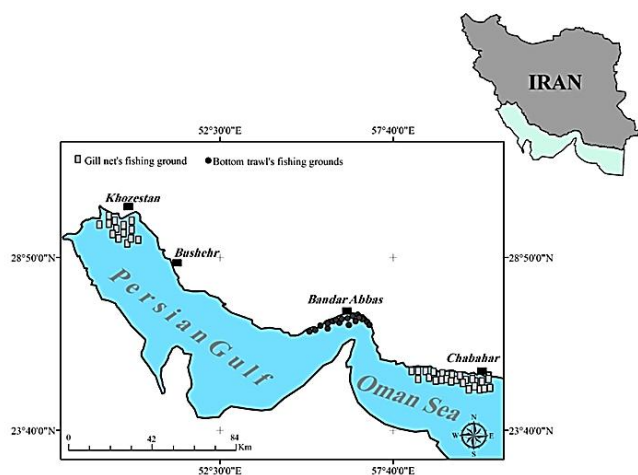 IRAN
52°30'0"E 57°40'0"E
Gill net's fishing ground Bottom trawl's fishing grounds
Khozestan
Bushehr
28°50'0"N 28°50'0"N
Bandar Abbas
Persian Gulf
Chabahar
Oman Sea
N
W E
S
23°40'0"N 23°40'0"N
0 42 84
Km
52°30'0"E 57°40'0"E